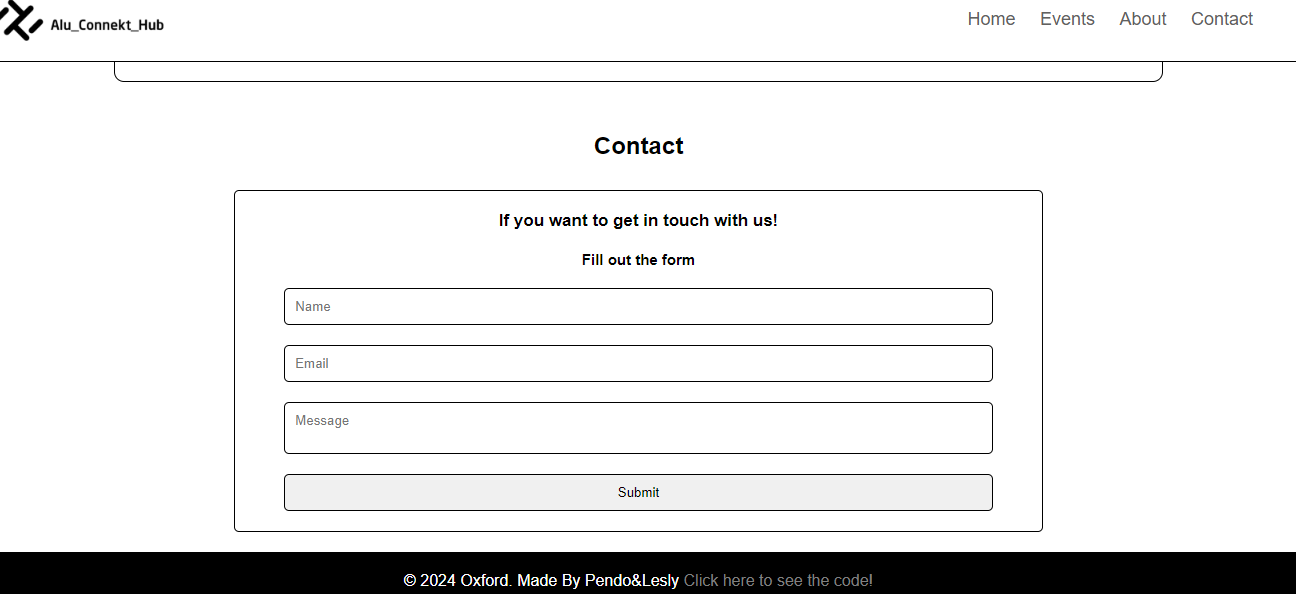 Alu_Connekt_Hub
Home Events About Contact
Contact
If you want to get in touch with us!
Fill out the form
Name
Email
Message
Submit
© 2024 Oxford. Made By Pendo&Lesly Click here to see the code!